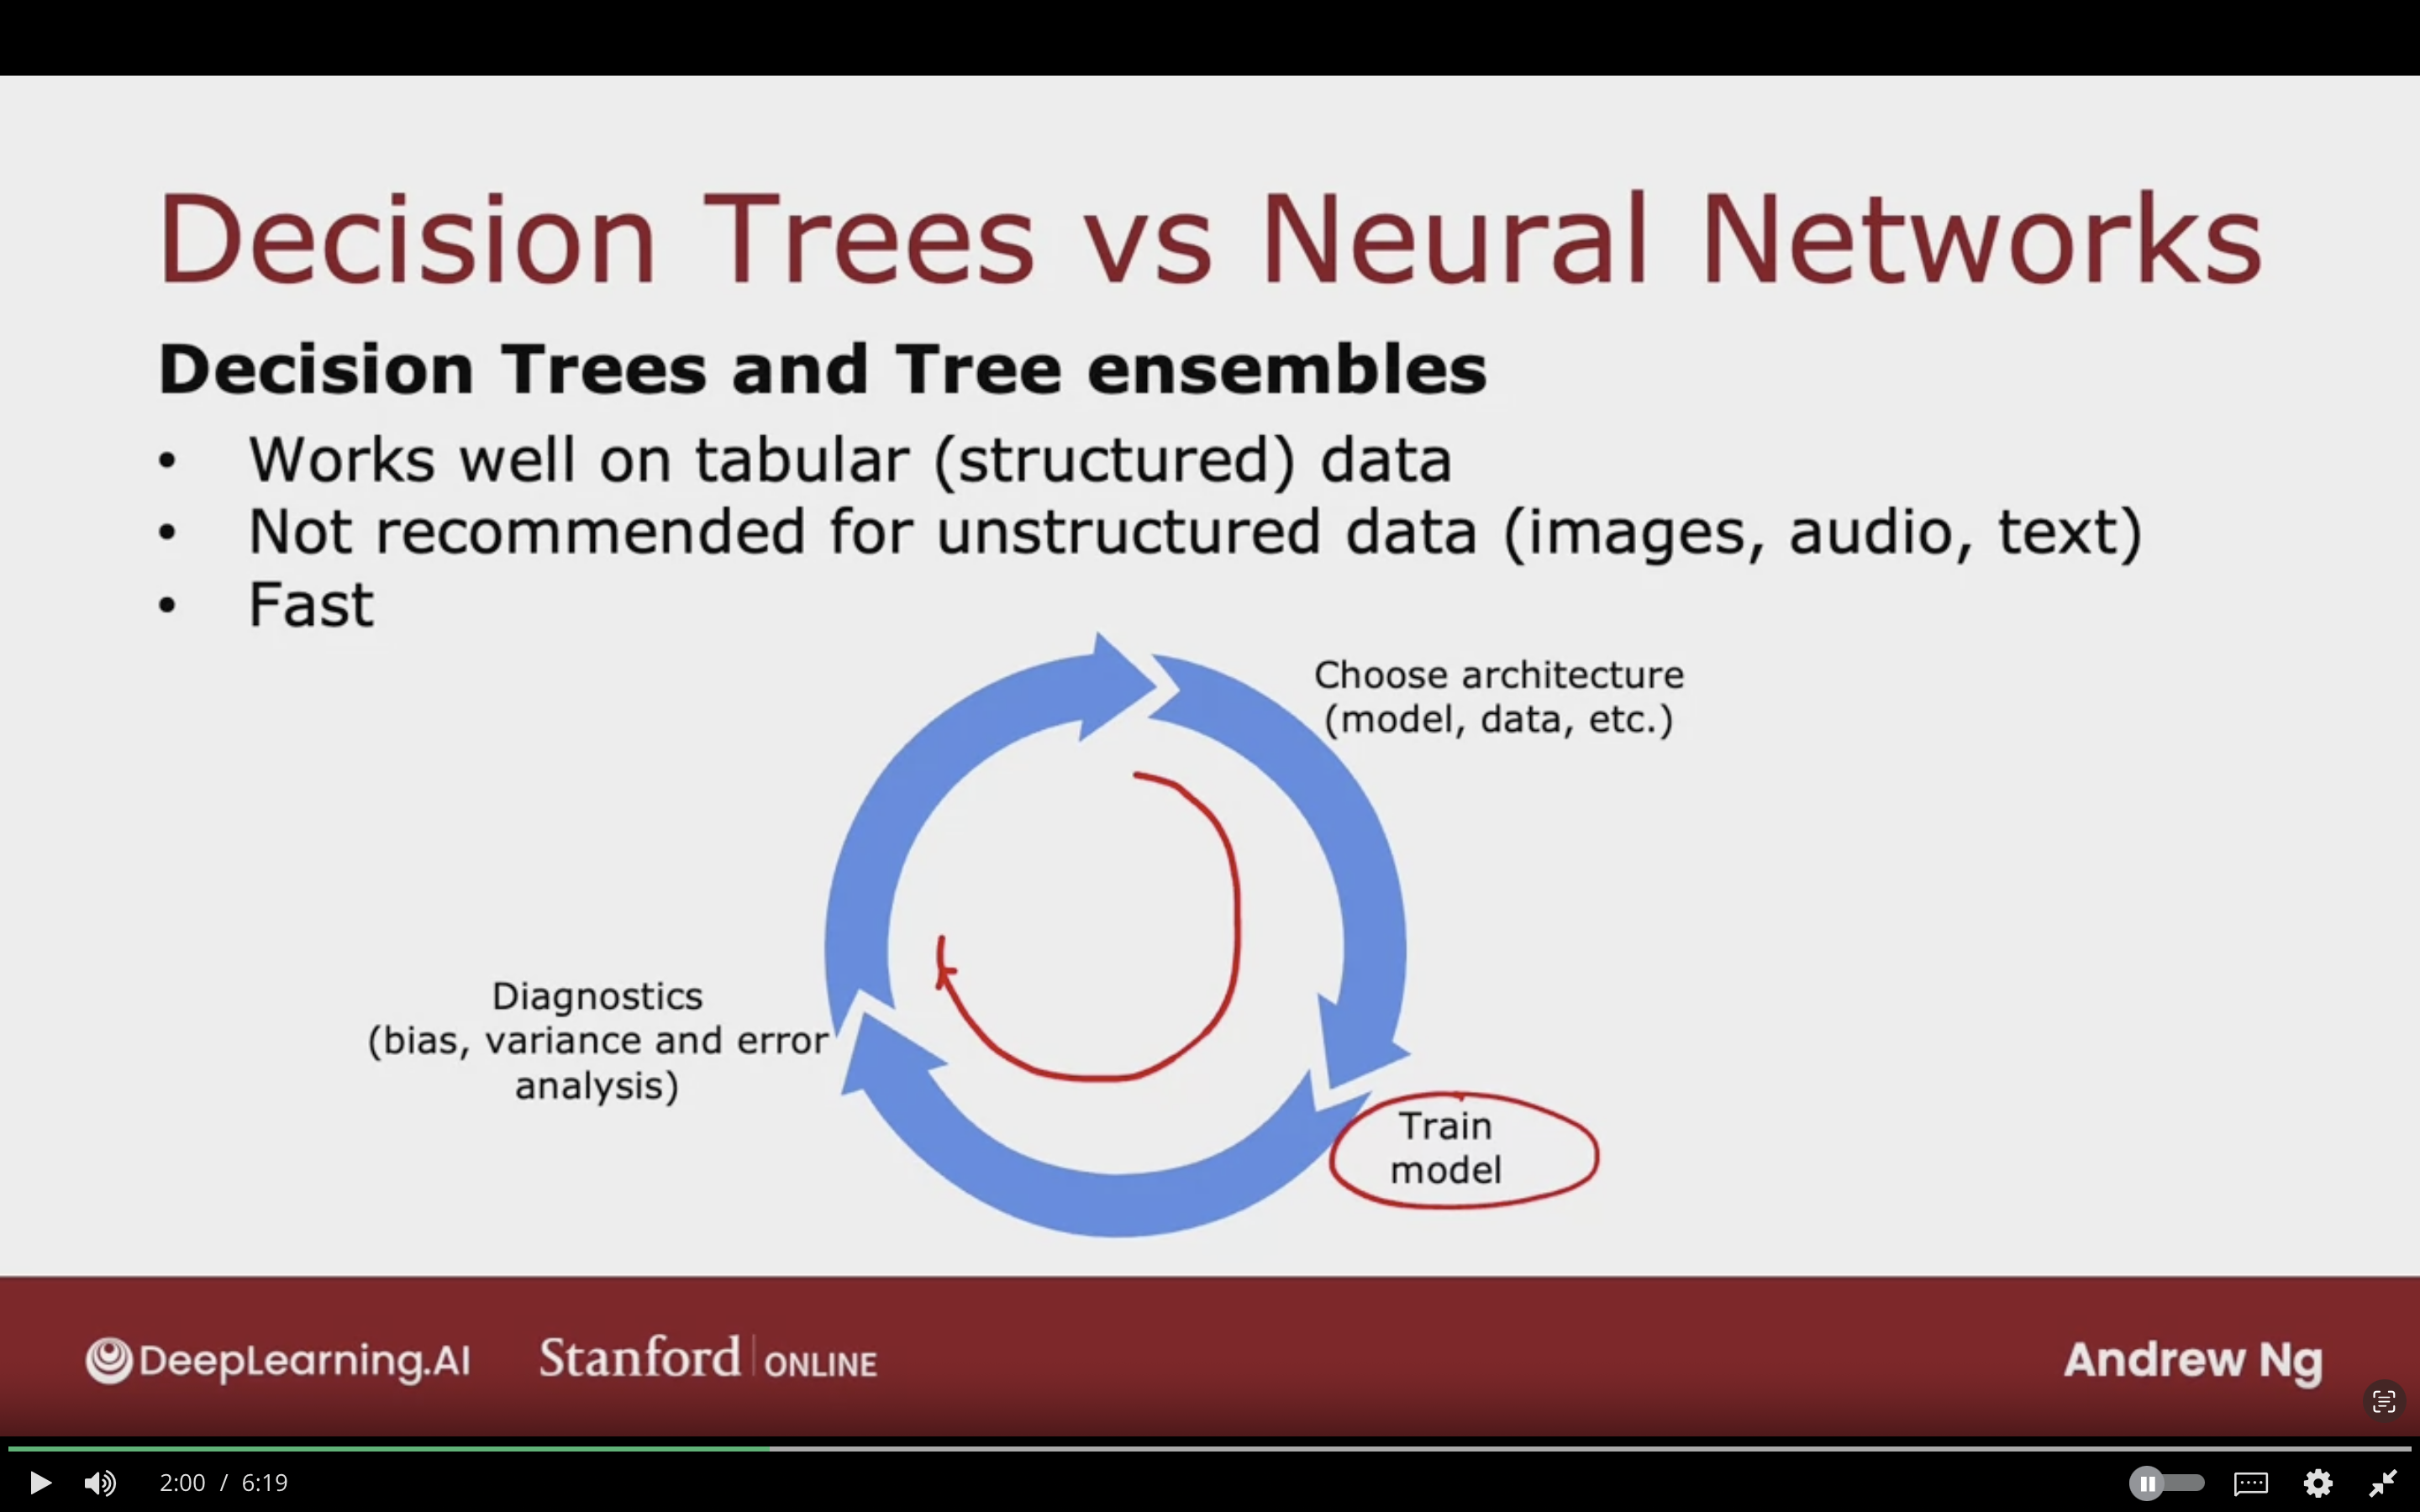 Decision Trees vs Neural Networks
Decision Trees and Tree ensembles
• Works well on tabular (structured) data
• Not recommended for unstructured data (images, audio, text)
• Fast
Choose architecture
(model, data, etc.)
Diagnostics
(bias, variance and error
analysis)
Train
model
DeepLearning.AI
Stanford | ONLINE
Andrew Ng
2:00 / 6:19